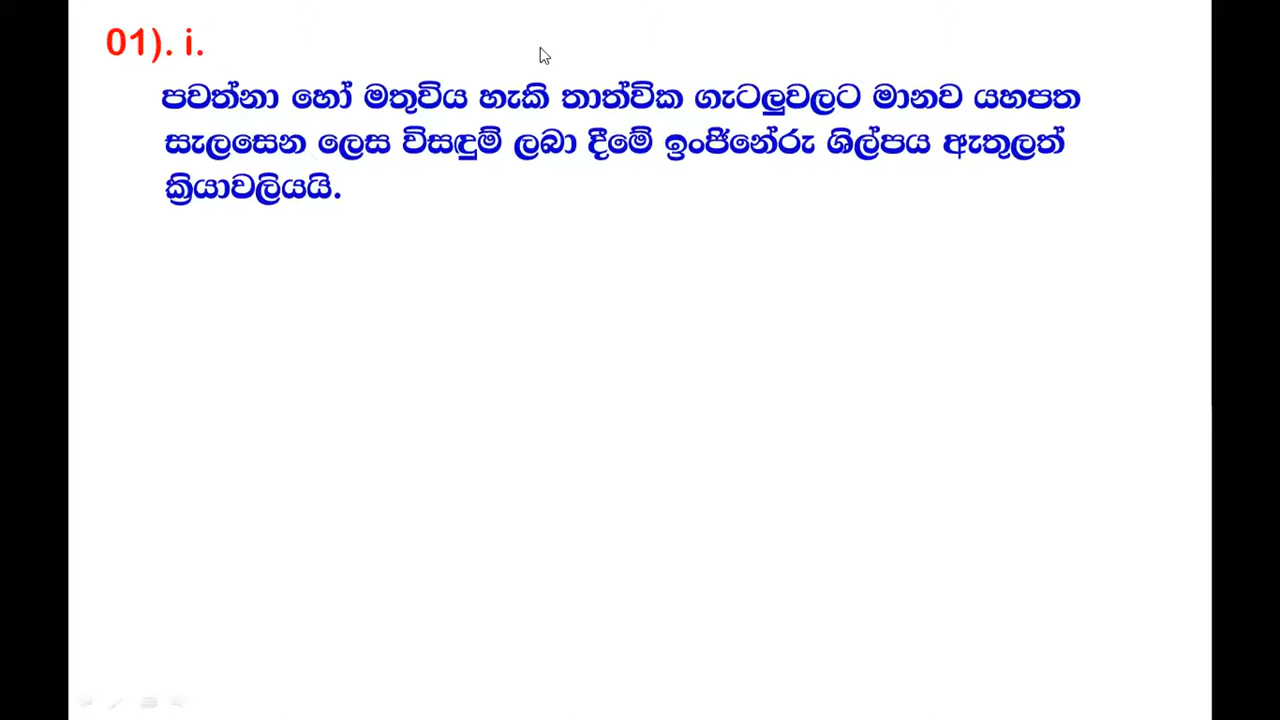 01). i.
පවත්නා හෝ මතුවිය හැකි තාත්වික ගැටලුවලට මානව යහපත
සැලසෙන ලෙස විසඳුම් ලබා දීමේ ඉංජිනේරු ශිල්පය ඇතුලත්
ක්‍රියාවලියයි.